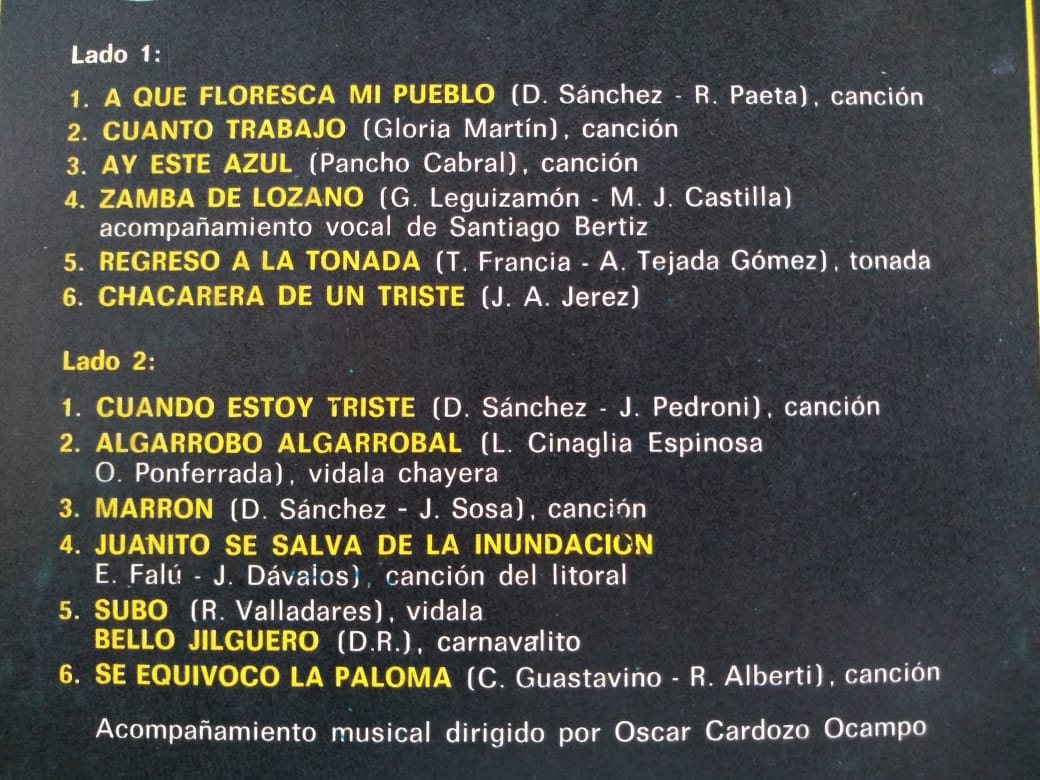 Lado 1:
1. A QUE FLORESCA MI PUEBLO (D. Sánchez - R. Paeta), canción
2. CUANTO TRABAJO (Gloria Martín), canción
3. AY ESTE AZUL (Pancho Cabral), canción
4. ZAMBA DE LOZANO (G. Leguizamón - M. J. Castilla)
acompañamiento vocal de Santiago Bertiz
5. REGRESO A LA TONADA (T. Francia - A. Tejada Gómez), tonada
6. CHACARERA DE UN TRISTE (J. A. Jerez)
Lado 2:
1. CUANDO ESTOY TRISTE (D. Sánchez - J. Pedroni), canción
2. ALGARROBO ALGARROBAL (L. Cinaglia Espinosa
O. Ponferrada), vidala chayera
3. MARRON (D. Sánchez - J. Sosa), canción
4. JUANITO SE SALVA DE LA INUNDACION
E. Falú - J. Dávalos), canción del litoral
5. SUBO (R. Valladares), vidala
BELLO JILGUERO (D.R.), carnavalito
6. SE EQUIVOCO LA PALOMA (C. Guastavino - R. Alberti), canción
Acompañamiento musical dirigido por Oscar Cardozo Ocampo